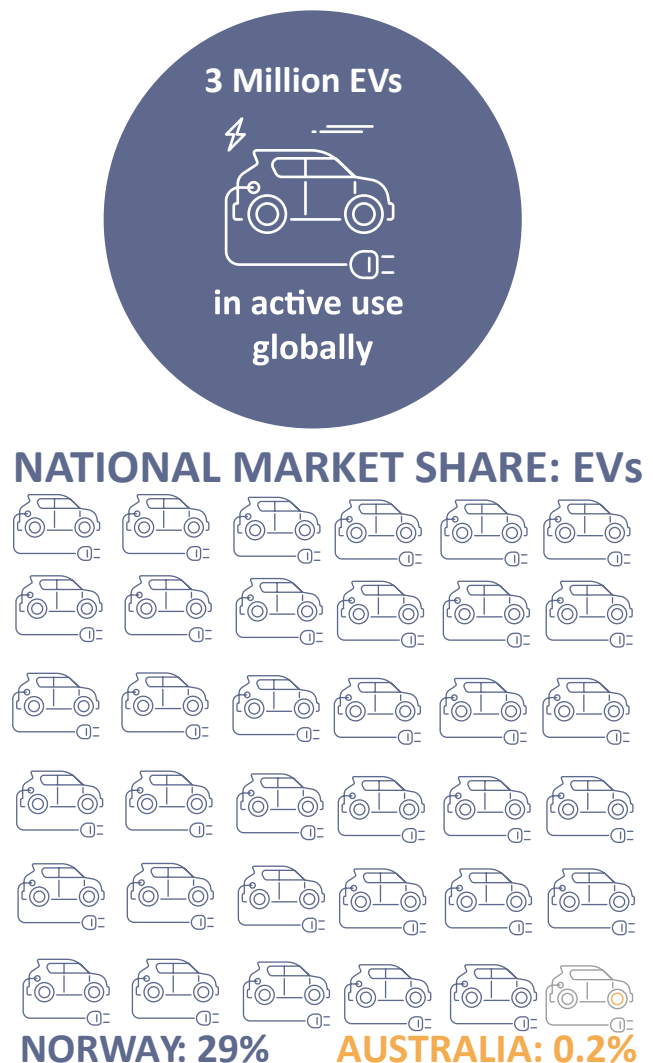 3 Million EVs
in active use
globally
NATIONAL MARKET SHARE: EVs
NORWAY: 29%
AUSTRALIA: 0.2%